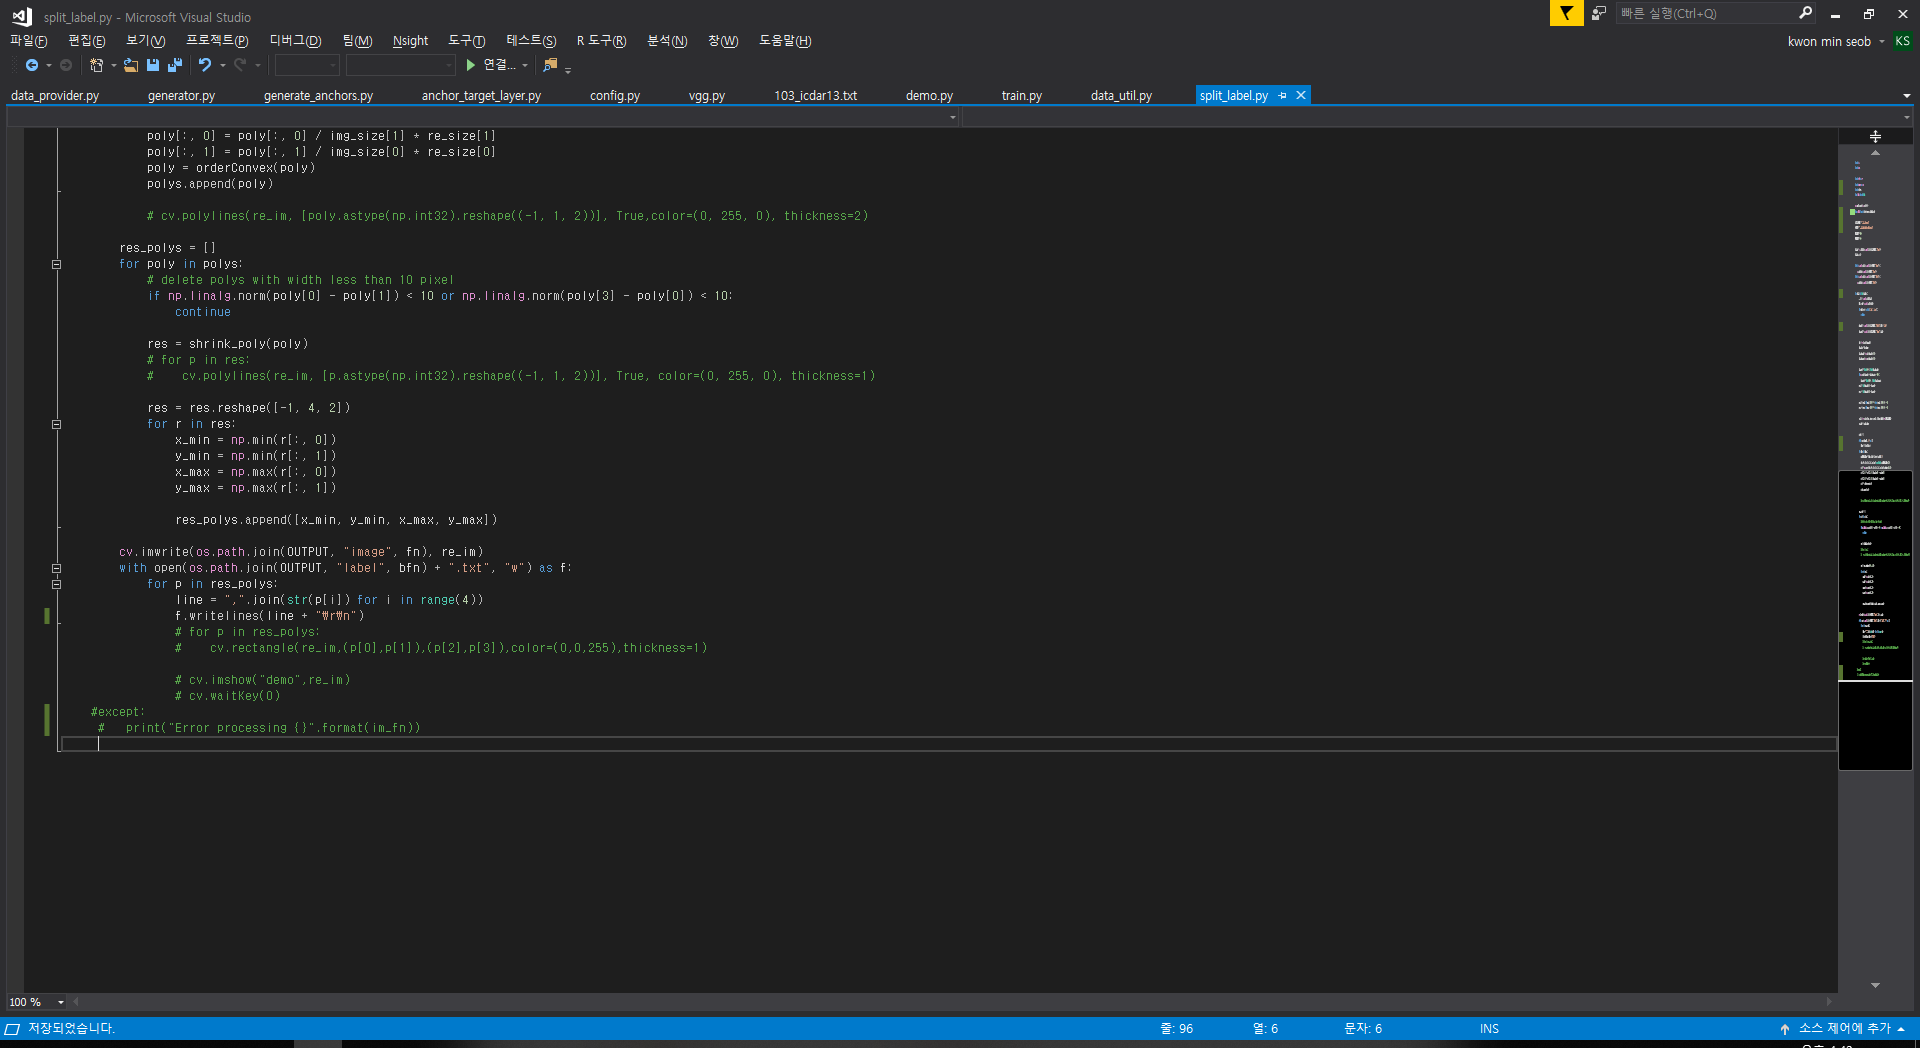 split_label.py - Microsoft Visual Studio
빠른 실행(Ctrl+Q)
파일(F) 편집(E) 보기(V) 프로젝트(P) 디버그(D) 팀(M) Nsight 도구(T) 테스트(S) R 도구(R) 분석(N) 창(W) 도움말(H)
kwon min seob KS
연결...
data_provider.py generator.py generate_anchors.py anchor_target_layer.py config.py vgg.py 103_icdar13.txt demo.py train.py data_util.py split_label.py
poly[:, 0] = poly[:, 0] / img_size[1] * re_size[1]
poly[:, 1] = poly[:, 1] / img_size[0] * re_size[0]
poly = orderConvex(poly)
polys.append(poly)
# cv.polylines(re_im, [poly.astype(np.int32).reshape((-1, 1, 2))], True,color=(0, 255, 0), thickness=2)
res_polys = []
for poly in polys:
# delete polys with width less than 10 pixel
if np.linalg.norm(poly[0] - poly[1]) < 10 or np.linalg.norm(poly[3] - poly[0]) < 10:
continue
res = shrink_poly(poly)
# for p in res:
#    cv.polylines(re_im, [p.astype(np.int32).reshape((-1, 1, 2))], True, color=(0, 255, 0), thickness=1)
res = res.reshape([-1, 4, 2])
for r in res:
x_min = np.min(r[:, 0])
y_min = np.min(r[:, 1])
x_max = np.max(r[:, 0])
y_max = np.max(r[:, 1])
res_polys.append([x_min, y_min, x_max, y_max])
cv.imwrite(os.path.join(OUTPUT, "image", fn), re_im)
with open(os.path.join(OUTPUT, "label", bfn) + ".txt", "w") as f:
for p in res_polys:
line = ",".join(str(p[i]) for i in range(4))
f.writelines(line + "₩r₩n")
# for p in res_polys:
#    cv.rectangle(re_im,(p[0],p[1]),(p[2],p[3]),color=(0,0,255),thickness=1)
# cv.imshow("demo",re_im)
# cv.waitKey(0)
#except:
#   print("Error processing {}".format(im_fn))
100 %
저장되었습니다. 줄: 96 열: 6 문자: 6 INS 소스 제어에 추가